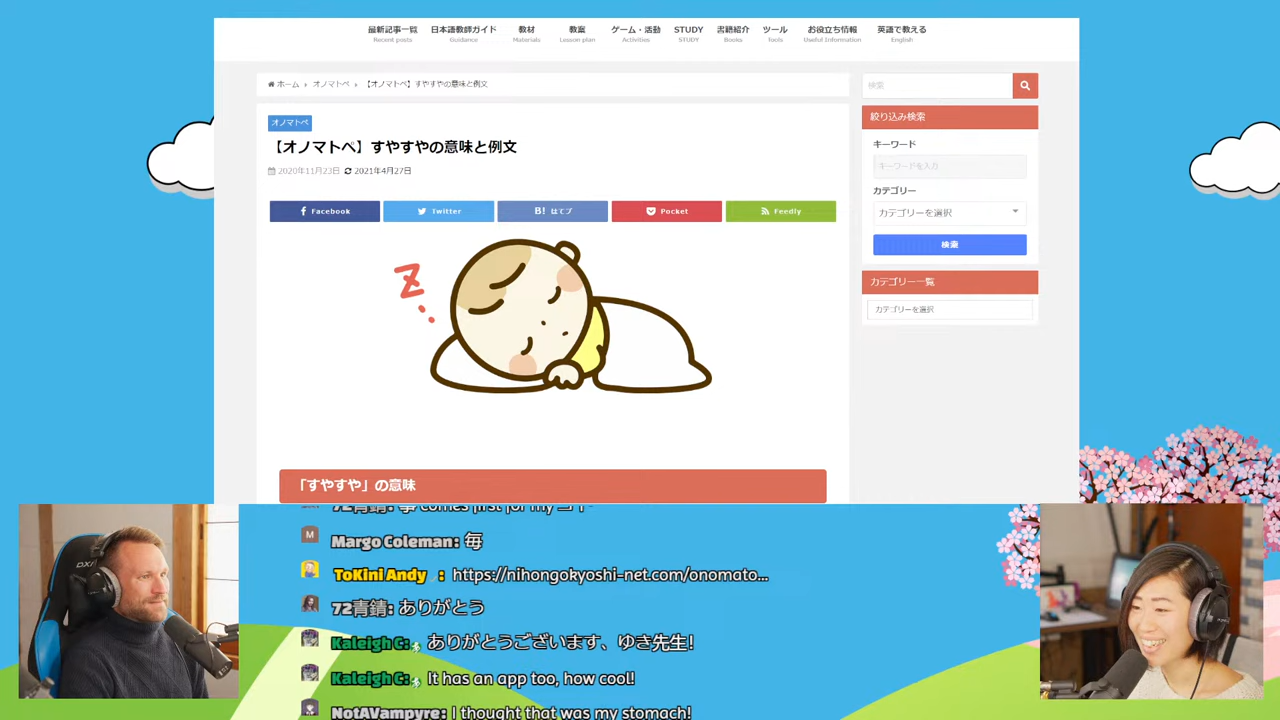 最新記事一覧 日本語教師ガイド 教材 教案 ゲーム・活動 STUDY 書籍紹介 ツール お役立ち情報 英語で教える
Recent posts Guidance Materials Lesson plan Activities STUDY Books Tools Useful Information English
ホーム › オノマトペ › 【オノマトペ】すやすやの意味と例文
検索
オノマトペ
【オノマトペ】すやすやの意味と例文
2020年11月23日 2021年4月27日
Facebook Twitter B! はてブ Pocket Feedly
絞り込み検索
キーワード
キーワードを入力
カテゴリー
カテゴリーを選択
検索
カテゴリー一覧
カテゴリーを選択
Z
「すやすや」の意味
72青錆: 事 comes first for my コト
M
Margo Coleman: 毎
ToKini Andy : https://nihongokyoshi-net.com/onomato...
72青錆: ありがとう
Kaleigh C: ありがとうございます、ゆき先生!
Kaleigh C: It has an app too, how cool!
NotAVampyre: I thought that was my stomach!